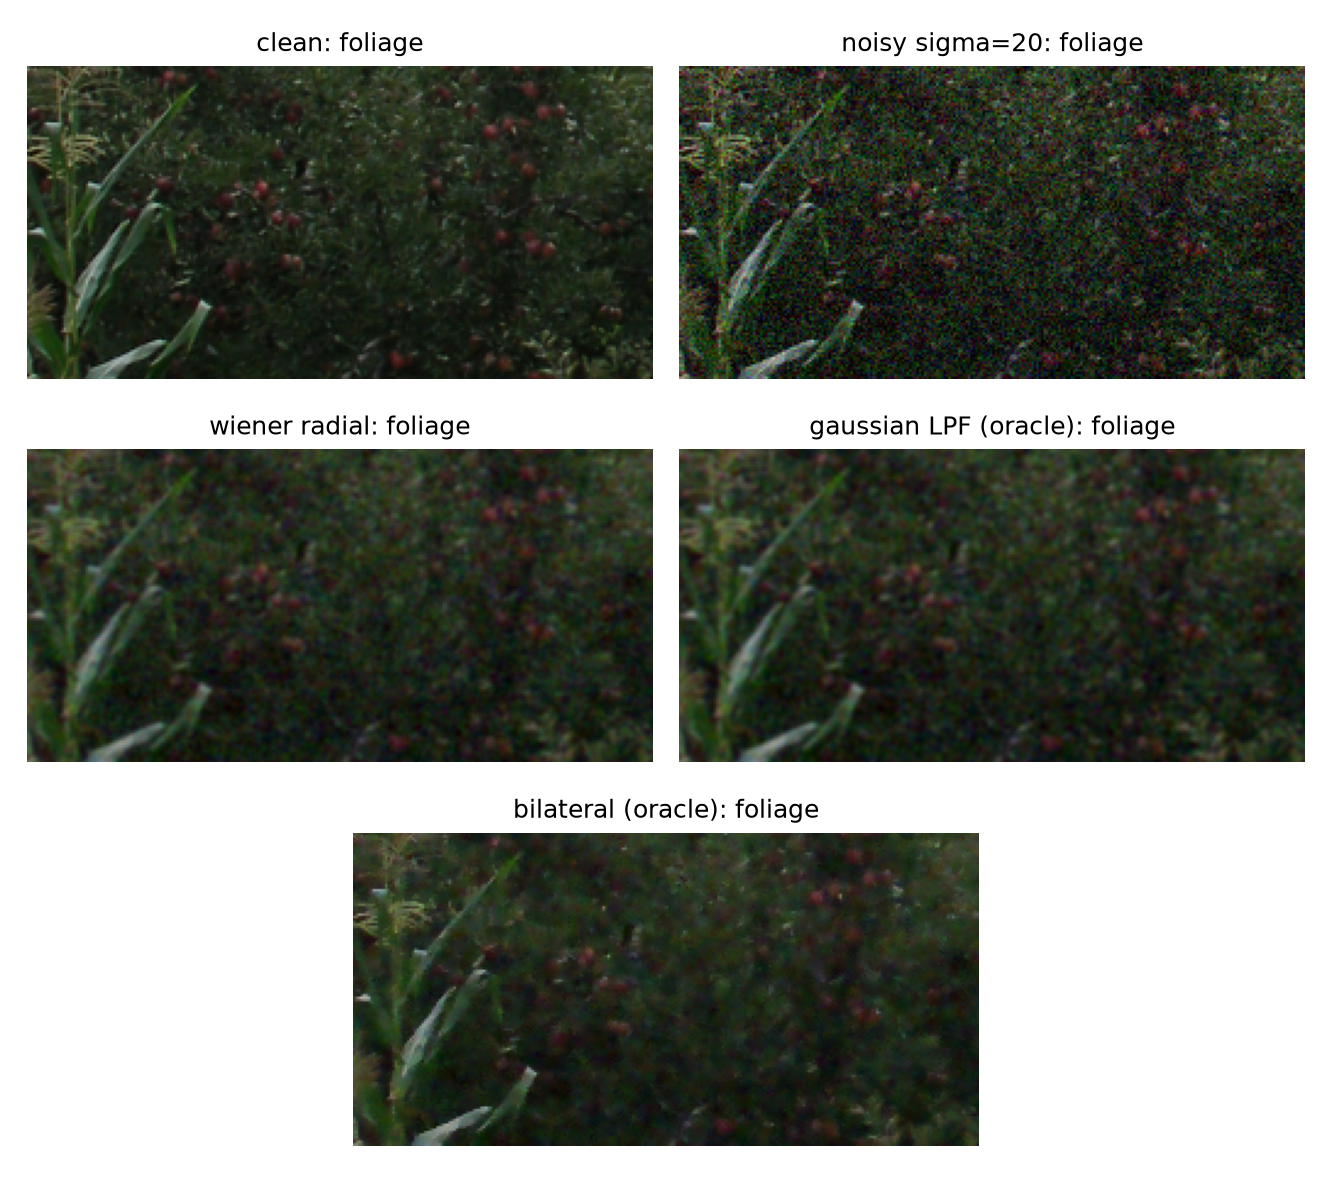 clean: foliage
noisy sigma=20: foliage
wiener radial: foliage
gaussian LPF (oracle): foliage
bilateral (oracle): foliage